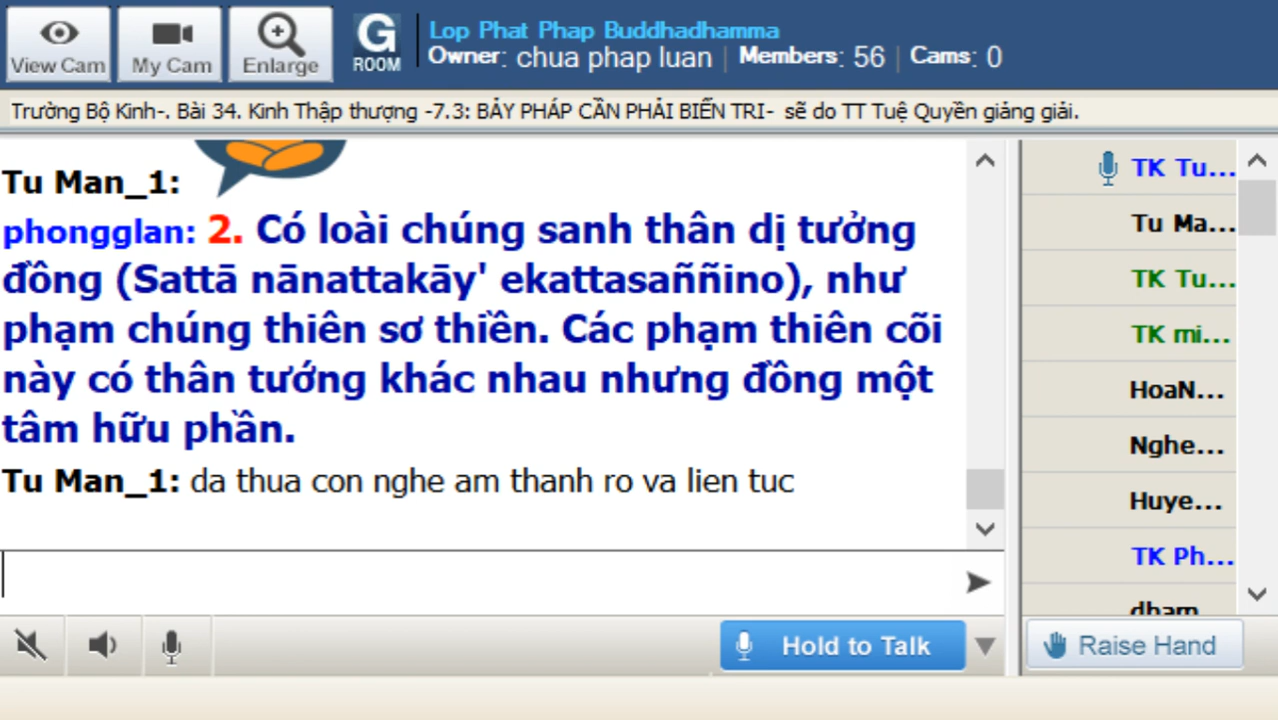 View Cam
My Cam
Enlarge
G
ROOM
Lop Phat Phap Buddhadhamma
Owner: chua phap luan | Members: 56 | Cams: 0
Trường Bộ Kinh-. Bài 34. Kinh Thập thượng -7.3: BẢY PHÁP CẦN PHẢI BIẾN TRI- sẽ do TT Tuệ Quyền giảng giải.
Tu Man_1:
phongglan: 2. Có loài chúng sanh thân dị tưởng
đồng (Sattā nānattakāy' ekattasaññino), như
phạm chúng thiên sơ thiền. Các phạm thiên cõi
này có thân tướng khác nhau nhưng đồng một
tâm hữu phần.
Tu Man_1: da thua con nghe am thanh ro va lien tuc
TK Tu...
Tu Ma...
TK Tu...
TK mi...
HoaN...
Nghe...
Huye...
TK Ph...
dham
Hold to Talk
Raise Hand